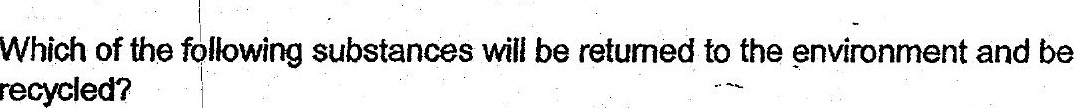 Which of the following substances will be returned to the environment and be
recycled?